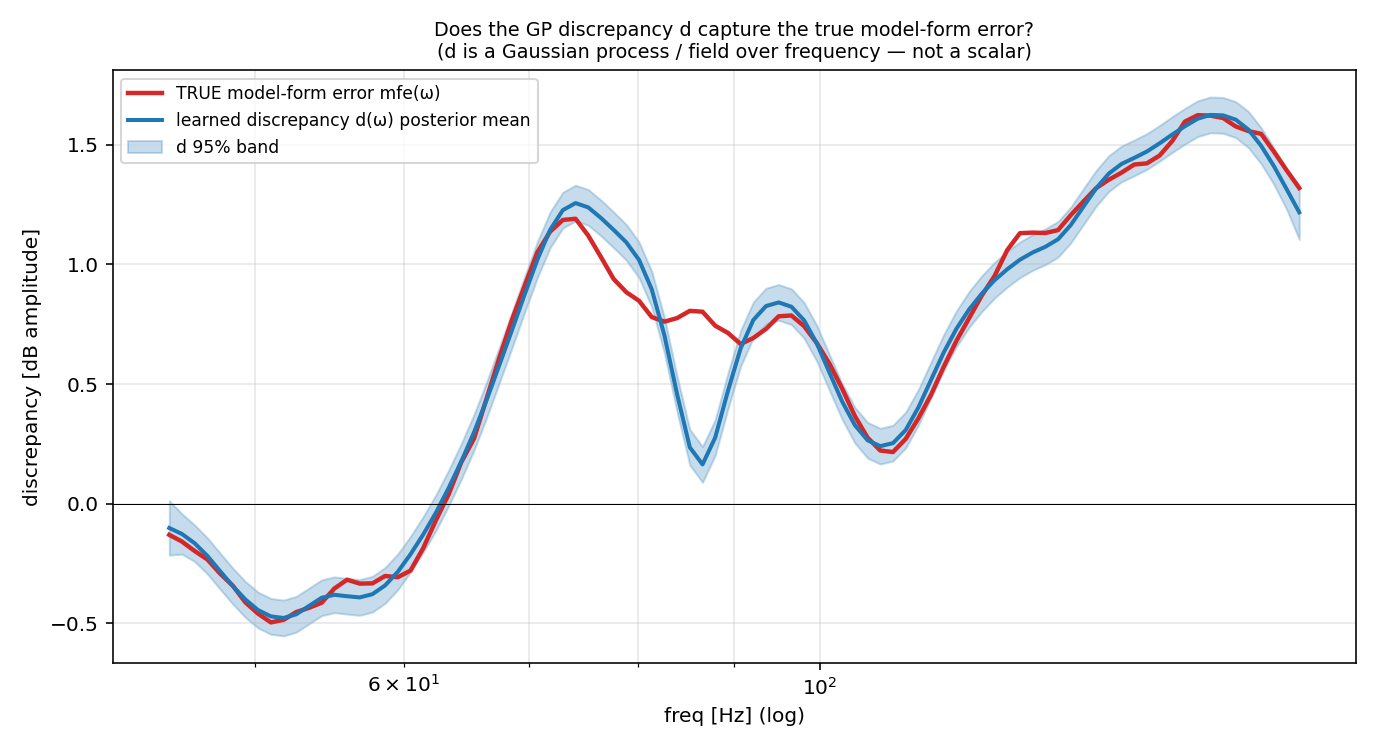 Does the GP discrepancy d capture the true model-form error?
(d is a Gaussian process / field over frequency — not a scalar)
TRUE model-form error mfe(ω)
learned discrepancy d(ω) posterior mean
d 95% band
discrepancy [dB amplitude]
1.5
1.0
0.5
0.0
−0.5
6 × 10¹
10²
freq [Hz] (log)